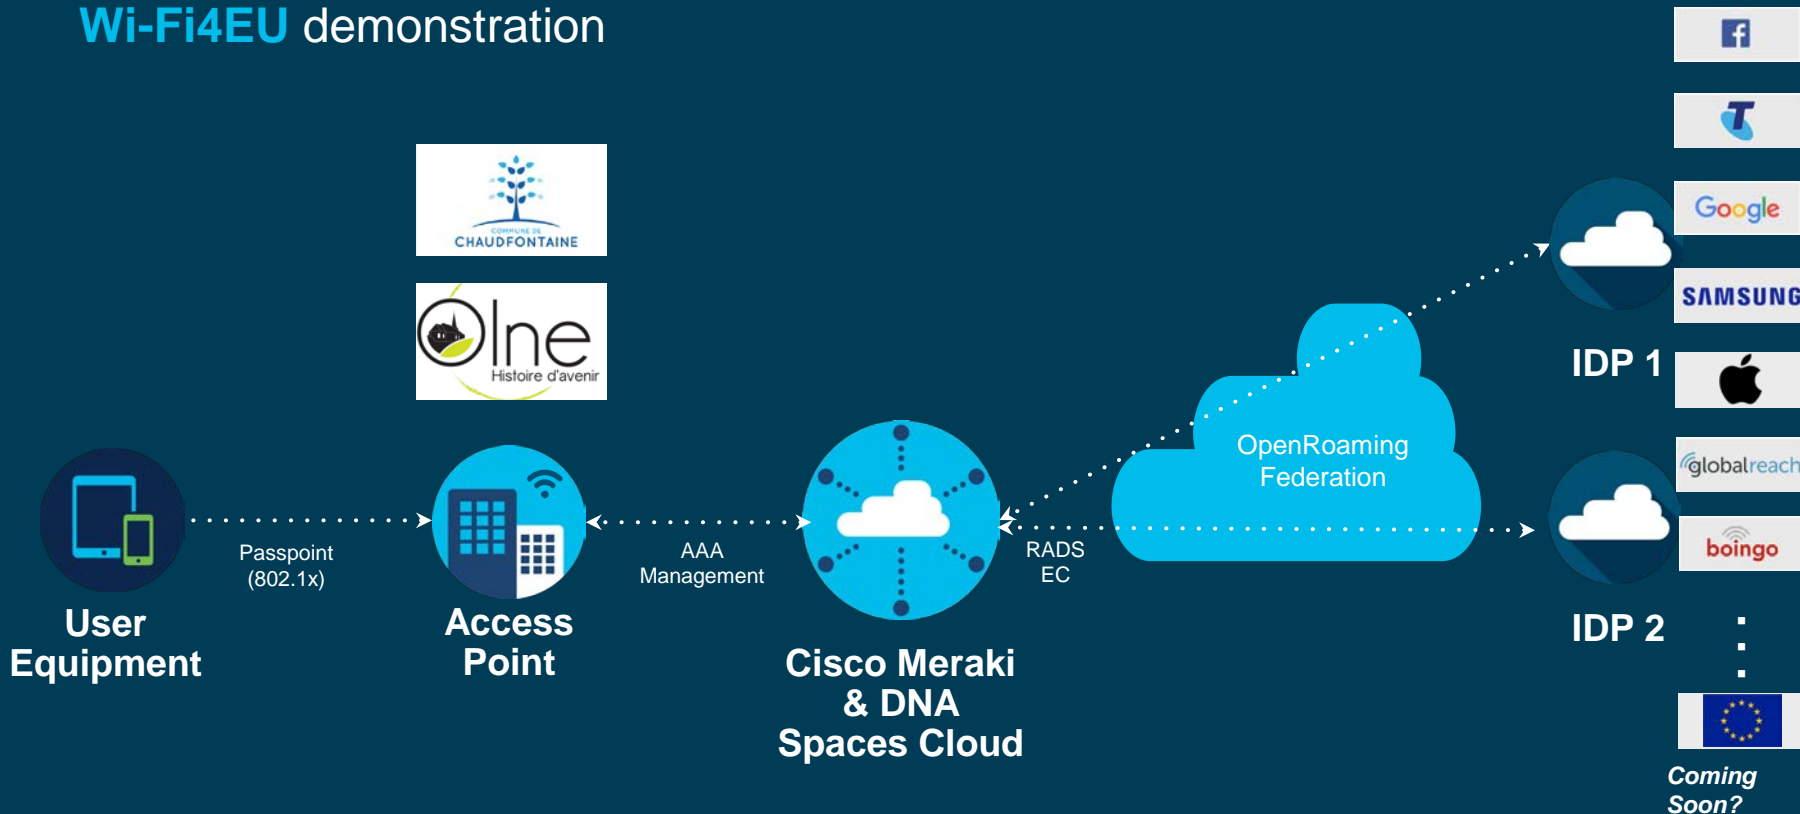 Wi-Fi4EU demonstration
COMMUNE DE
CHAUDFONTAINE
Olne
Histoire d'avenir
User
Equipment
Passpoint
(802.1x)
Access
Point
AAA
Management
Cisco Meraki
& DNA
Spaces Cloud
RADS
EC
OpenRoaming
Federation
IDP 1
IDP 2
f
T
Google
SAMSUNG
globalreach
boingo
Coming
Soon?